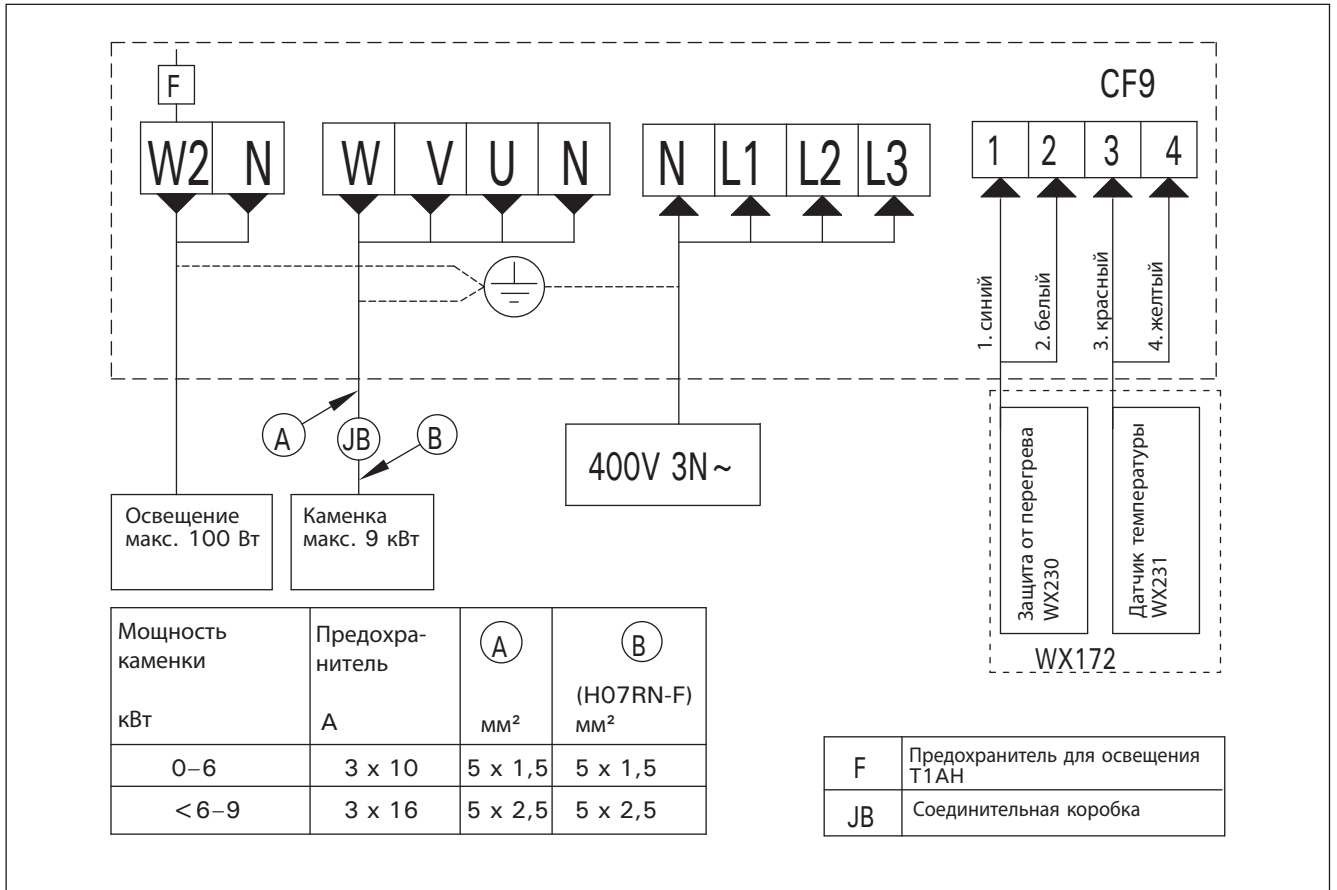 F
CF9
W2 N
W V U N
N L1 L2 L3
1 2 3 4
1. синий
2. белый
3. красный
4. желтый
A
JB
B
400V 3N~
Освещение
макс. 100 Вт
Каменка
макс. 9 кВт
Защита от перегрева
WX230
Датчик температуры
WX231
WX172
Мощность
каменки
кВт
Предохра-
нитель
А
A
мм²
B
(H07RN-F)
мм²
0–6 3 x 10 5 x 1,5 5 x 1,5
<6–9 3 x 16 5 x 2,5 5 x 2,5
F Предохранитель для освещения
T1AH
JB Соединительная коробка